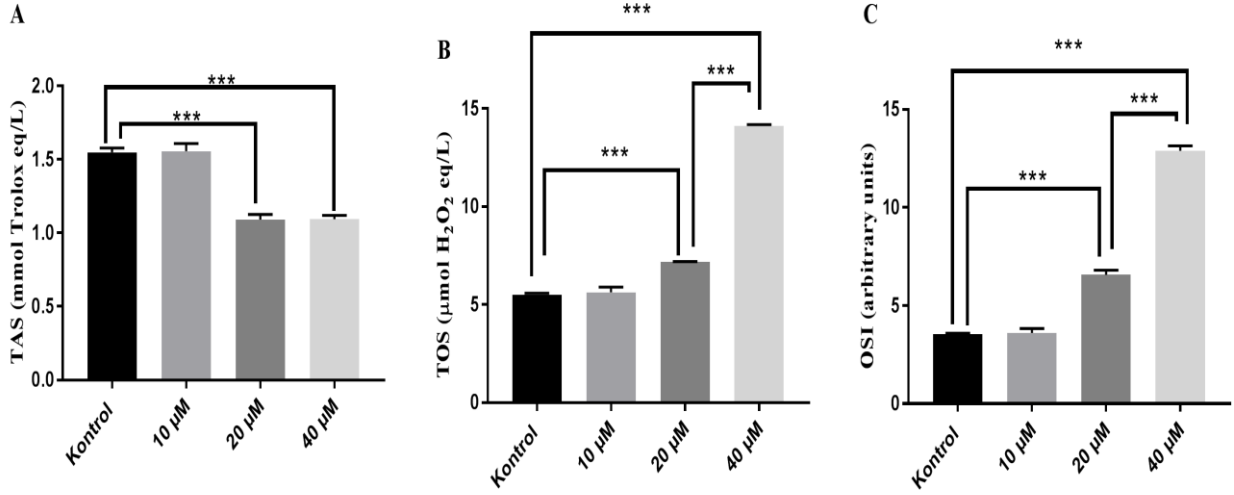 A
TAS (mmol Trolox eq/L)
2.0
1.5
1.0
0.5
0.0
***
***
Kontrol
10 µM
20 µM
40 µM
B
TOS (µmol H₂O₂ eq/L)
15
10
5
0
***
***
***
Kontrol
10 µM
20 µM
40 µM
C
OSI (arbitrary units)
15
10
5
0
***
***
***
Kontrol
10 µM
20 µM
40 µM